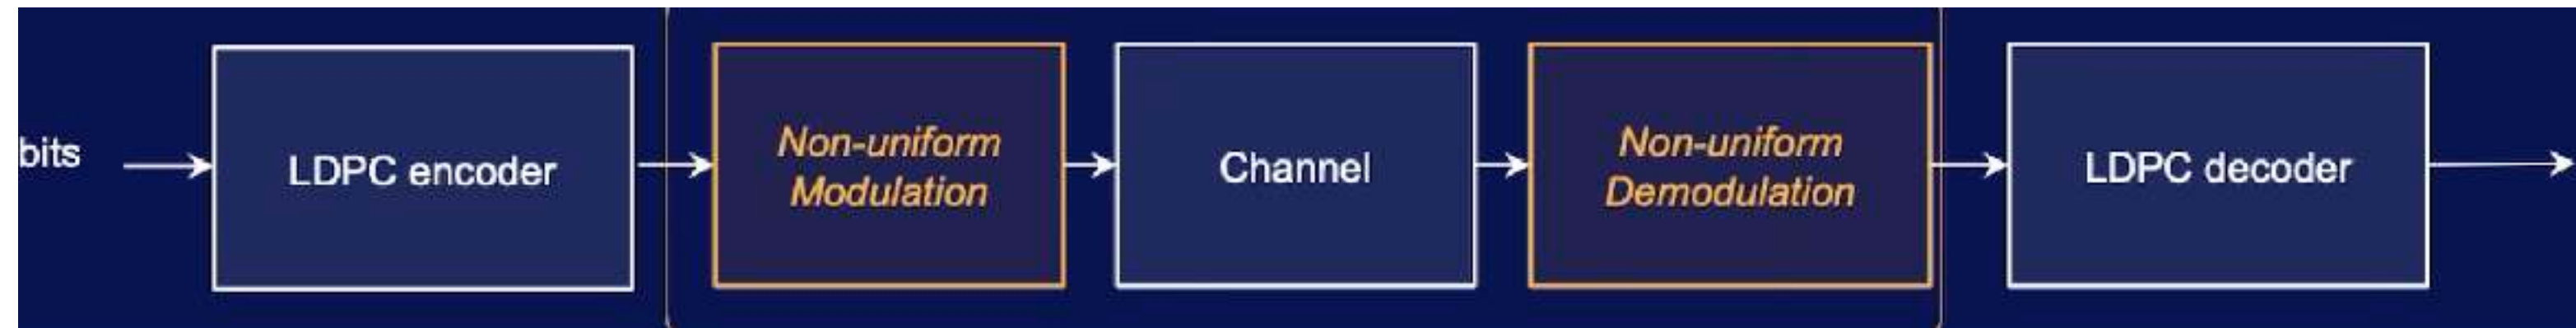 bits
LDPC encoder
Non-uniform
Modulation
Channel
Non-uniform
Demodulation
LDPC decoder